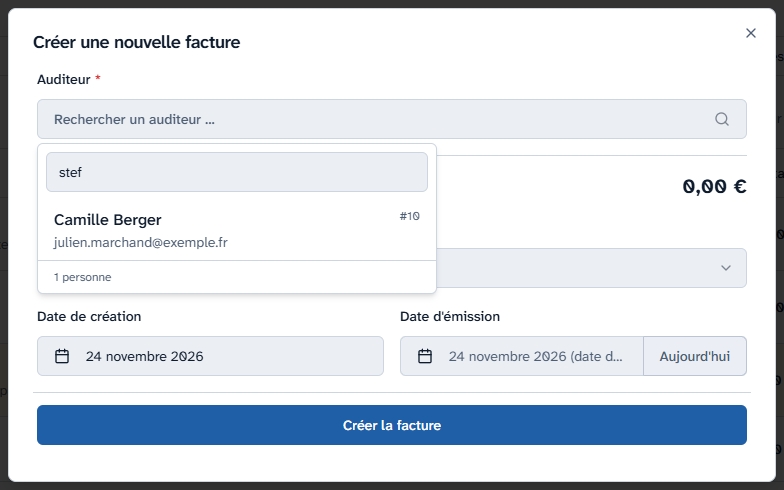 Créer une nouvelle facture
Auditeur *
Rechercher un auditeur ...
stef
0,00 €
Camille Berger
#10
julien.marchand@exemple.fr
1 personne
Date de création
Date d'émission
24 novembre 2026
24 novembre 2026 (date d...
Aujourd'hui
Créer la facture